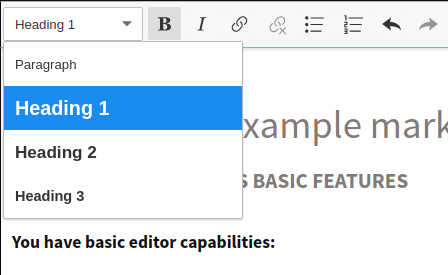 Heading 1 B I
Paragraph
Heading 1
xample mark
Heading 2
S BASIC FEATURES
Heading 3
You have basic editor capabilities: